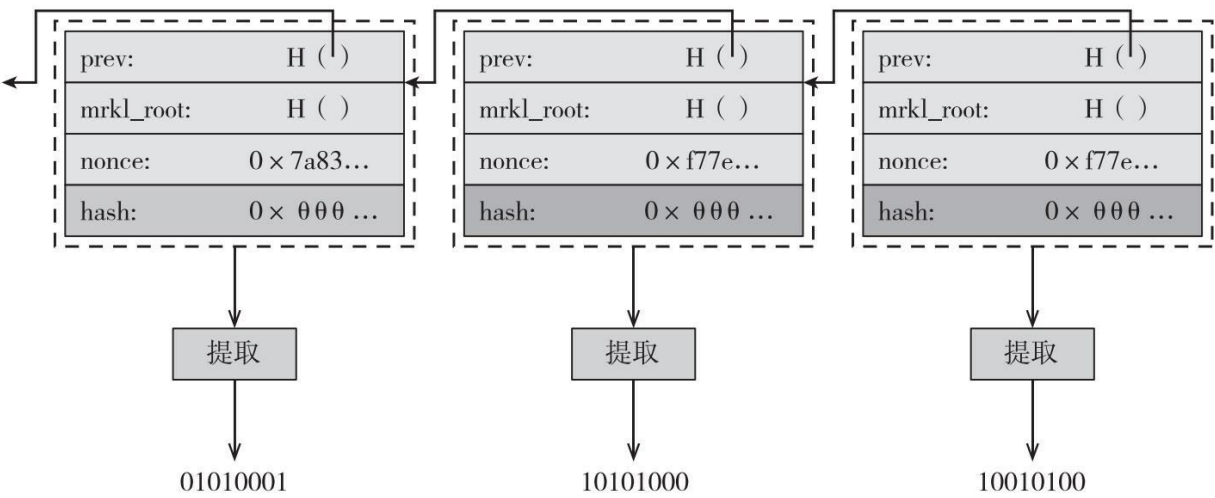 prev: H ( )
mrkl_root: H ( )
nonce: 0×7a83...
hash: 0× θθθ...
提取
01010001
prev: H ( )
mrkl_root: H ( )
nonce: 0×f77e...
hash: 0× θθθ...
提取
10101000
prev: H ( )
mrkl_root: H ( )
nonce: 0×f77e...
hash: 0× θθθ...
提取
10010100